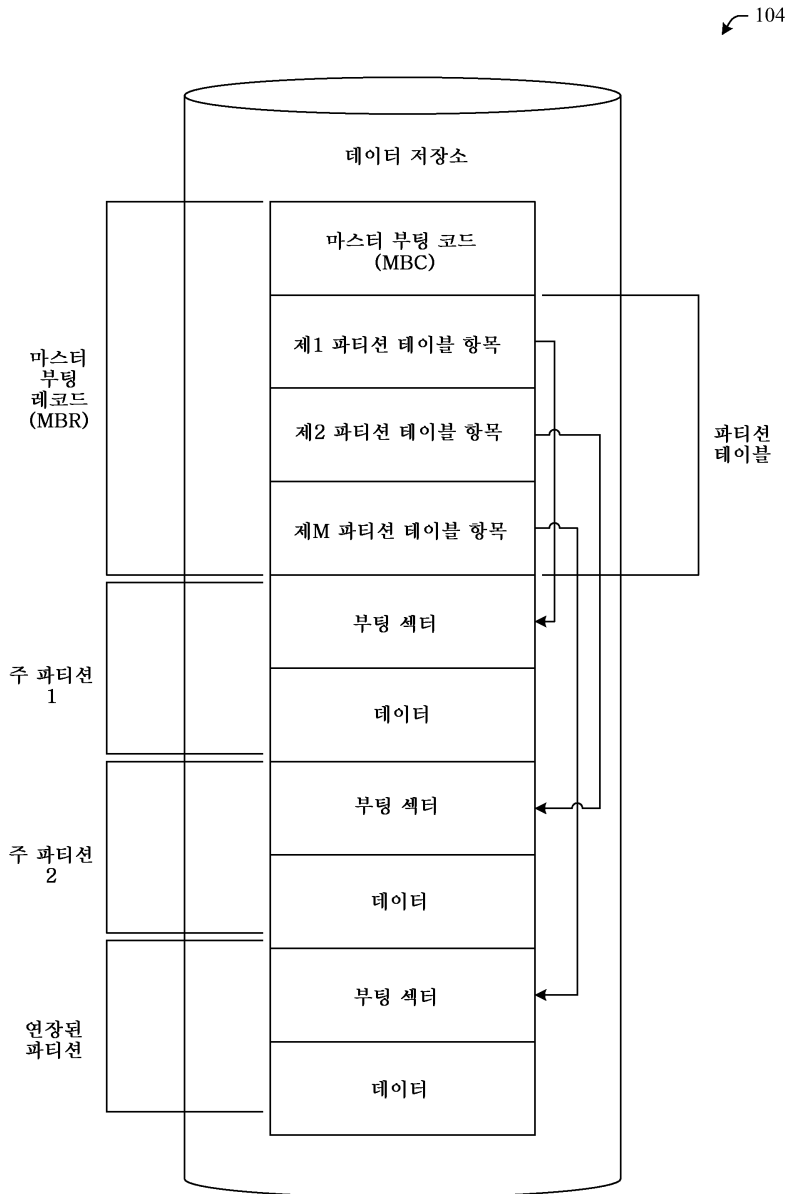 104
데이터 저장소
마스터 부팅 코드
(MBC)
제1 파티션 테이블 항목
제2 파티션 테이블 항목
제M 파티션 테이블 항목
마스터
부팅
레코드
(MBR)
파티션
테이블
부팅 섹터
데이터
주 파티션
1
부팅 섹터
데이터
주 파티션
2
부팅 섹터
데이터
연장된
파티션